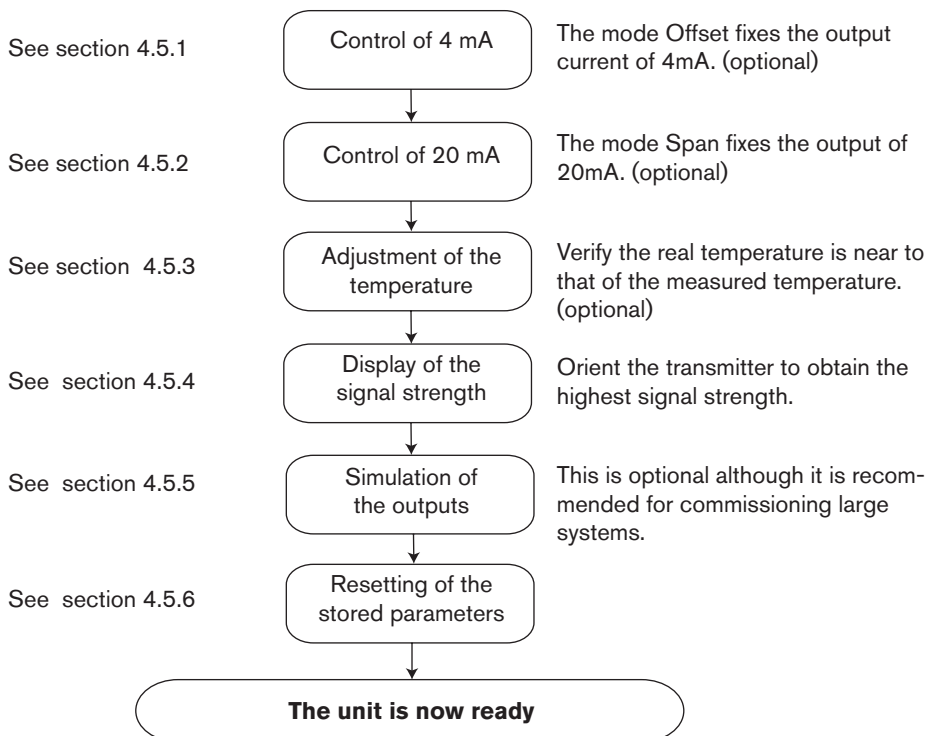 See section 4.5.1
Control of 4 mA
The mode Offset fixes the output
current of 4mA. (optional)
See section 4.5.2
Control of 20 mA
The mode Span fixes the output of
20mA. (optional)
See section 4.5.3
Adjustment of the
temperature
Verify the real temperature is near to
that of the measured temperature.
(optional)
See section 4.5.4
Display of the
signal strength
Orient the transmitter to obtain the
highest signal strength.
See section 4.5.5
Simulation of
the outputs
This is optional although it is recom-
mended for commissioning large
systems.
See section 4.5.6
Resetting of the
stored parameters
The unit is now ready